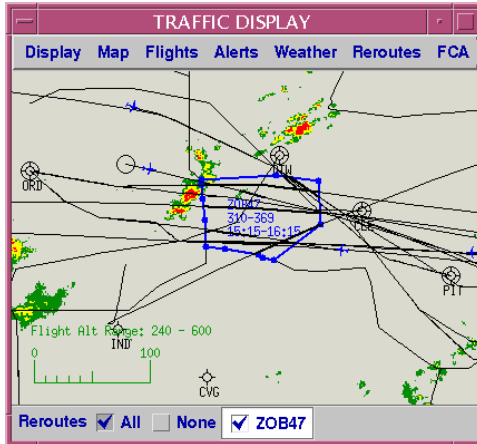 TRAFFIC DISPLAY
Display Map Flights Alerts Weather Reroutes FCA
DTW
ORD
ZOB47
310-369
15:15-16:15
CLE
PIT
Flight Alt Range: 240 - 600
IND
0 100
CVG
Reroutes All None ZOB47